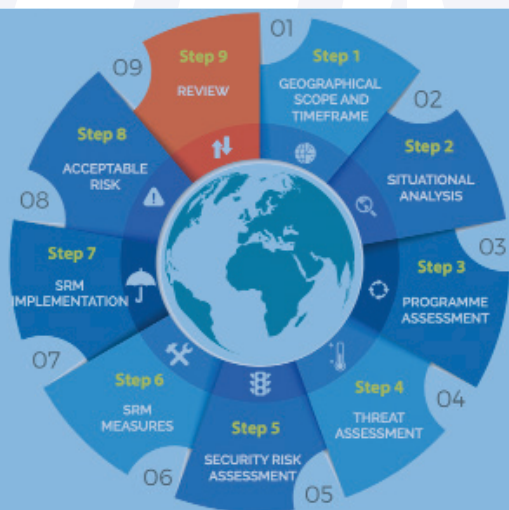 01
Step 1
GEOGRAPHICAL
SCOPE AND
TIMEFRAME
02
Step 2
SITUATIONAL
ANALYSIS
03
Step 3
PROGRAMME
ASSESSMENT
04
Step 4
THREAT
ASSESSMENT
05
Step 5
SECURITY RISK
ASSESSMENT
06
Step 6
SRM
MEASURES
07
Step 7
SRM
IMPLEMENTATION
08
Step 8
ACCEPTABLE
RISK
09
Step 9
REVIEW